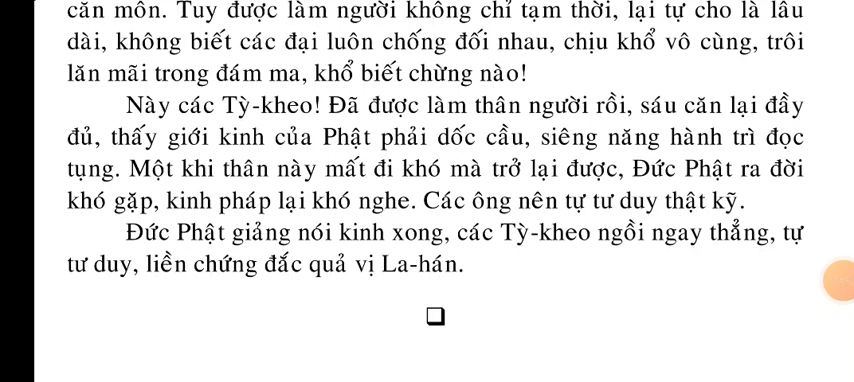 căn môn. Tuy được làm người không chỉ tạm thời, lại tự cho là lâu
dài, không biết các đại luôn chống đối nhau, chịu khổ vô cùng, trôi
lăn mãi trong đám ma, khổ biết chừng nào!
Này các Tỳ-kheo! Đã được làm thân người rồi, sáu căn lại đầy
đủ, thấy giới kinh của Phật phải dốc cầu, siêng năng hành trì đọc
tụng. Một khi thân này mất đi khó mà trở lại được, Đức Phật ra đời
khó gặp, kinh pháp lại khó nghe. Các ông nên tự tư duy thật kỹ.
Đức Phật giảng nói kinh xong, các Tỳ-kheo ngồi ngay thẳng, tự
tư duy, liền chứng đắc quả vị La-hán.